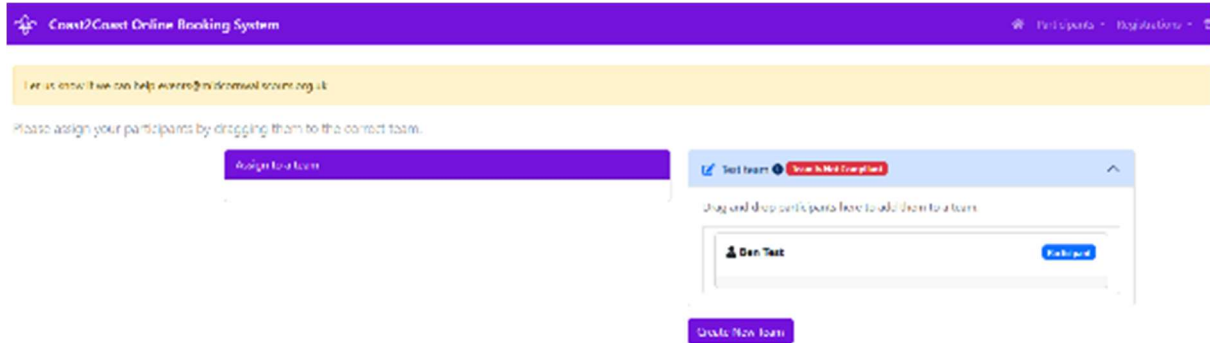 Coast2Coast Online Booking System
Participants
Registrations
Let us know if we can help events@midcornwallscouts.org.uk
Please assign your participants by dragging them to the correct team.
Assign to a team
Test team
Team Is Not Compliant
Drag and drop participants here to add them to a team.
Ben Test
Participant
Create New Team